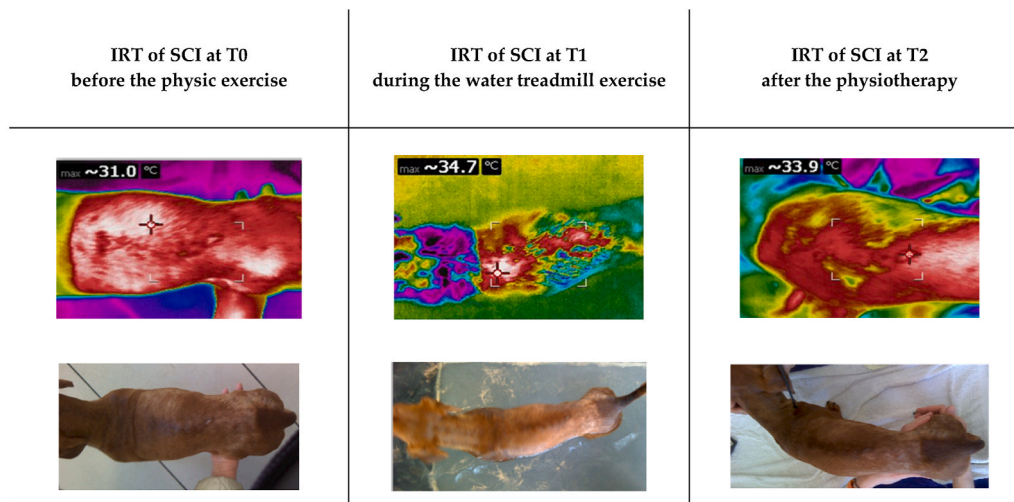 IRT of SCI at T0
before the physic exercise
IRT of SCI at T1
during the water treadmill exercise
IRT of SCI at T2
after the physiotherapy
max ~31.0 °C
max ~34.7 °C
max ~33.9 °C